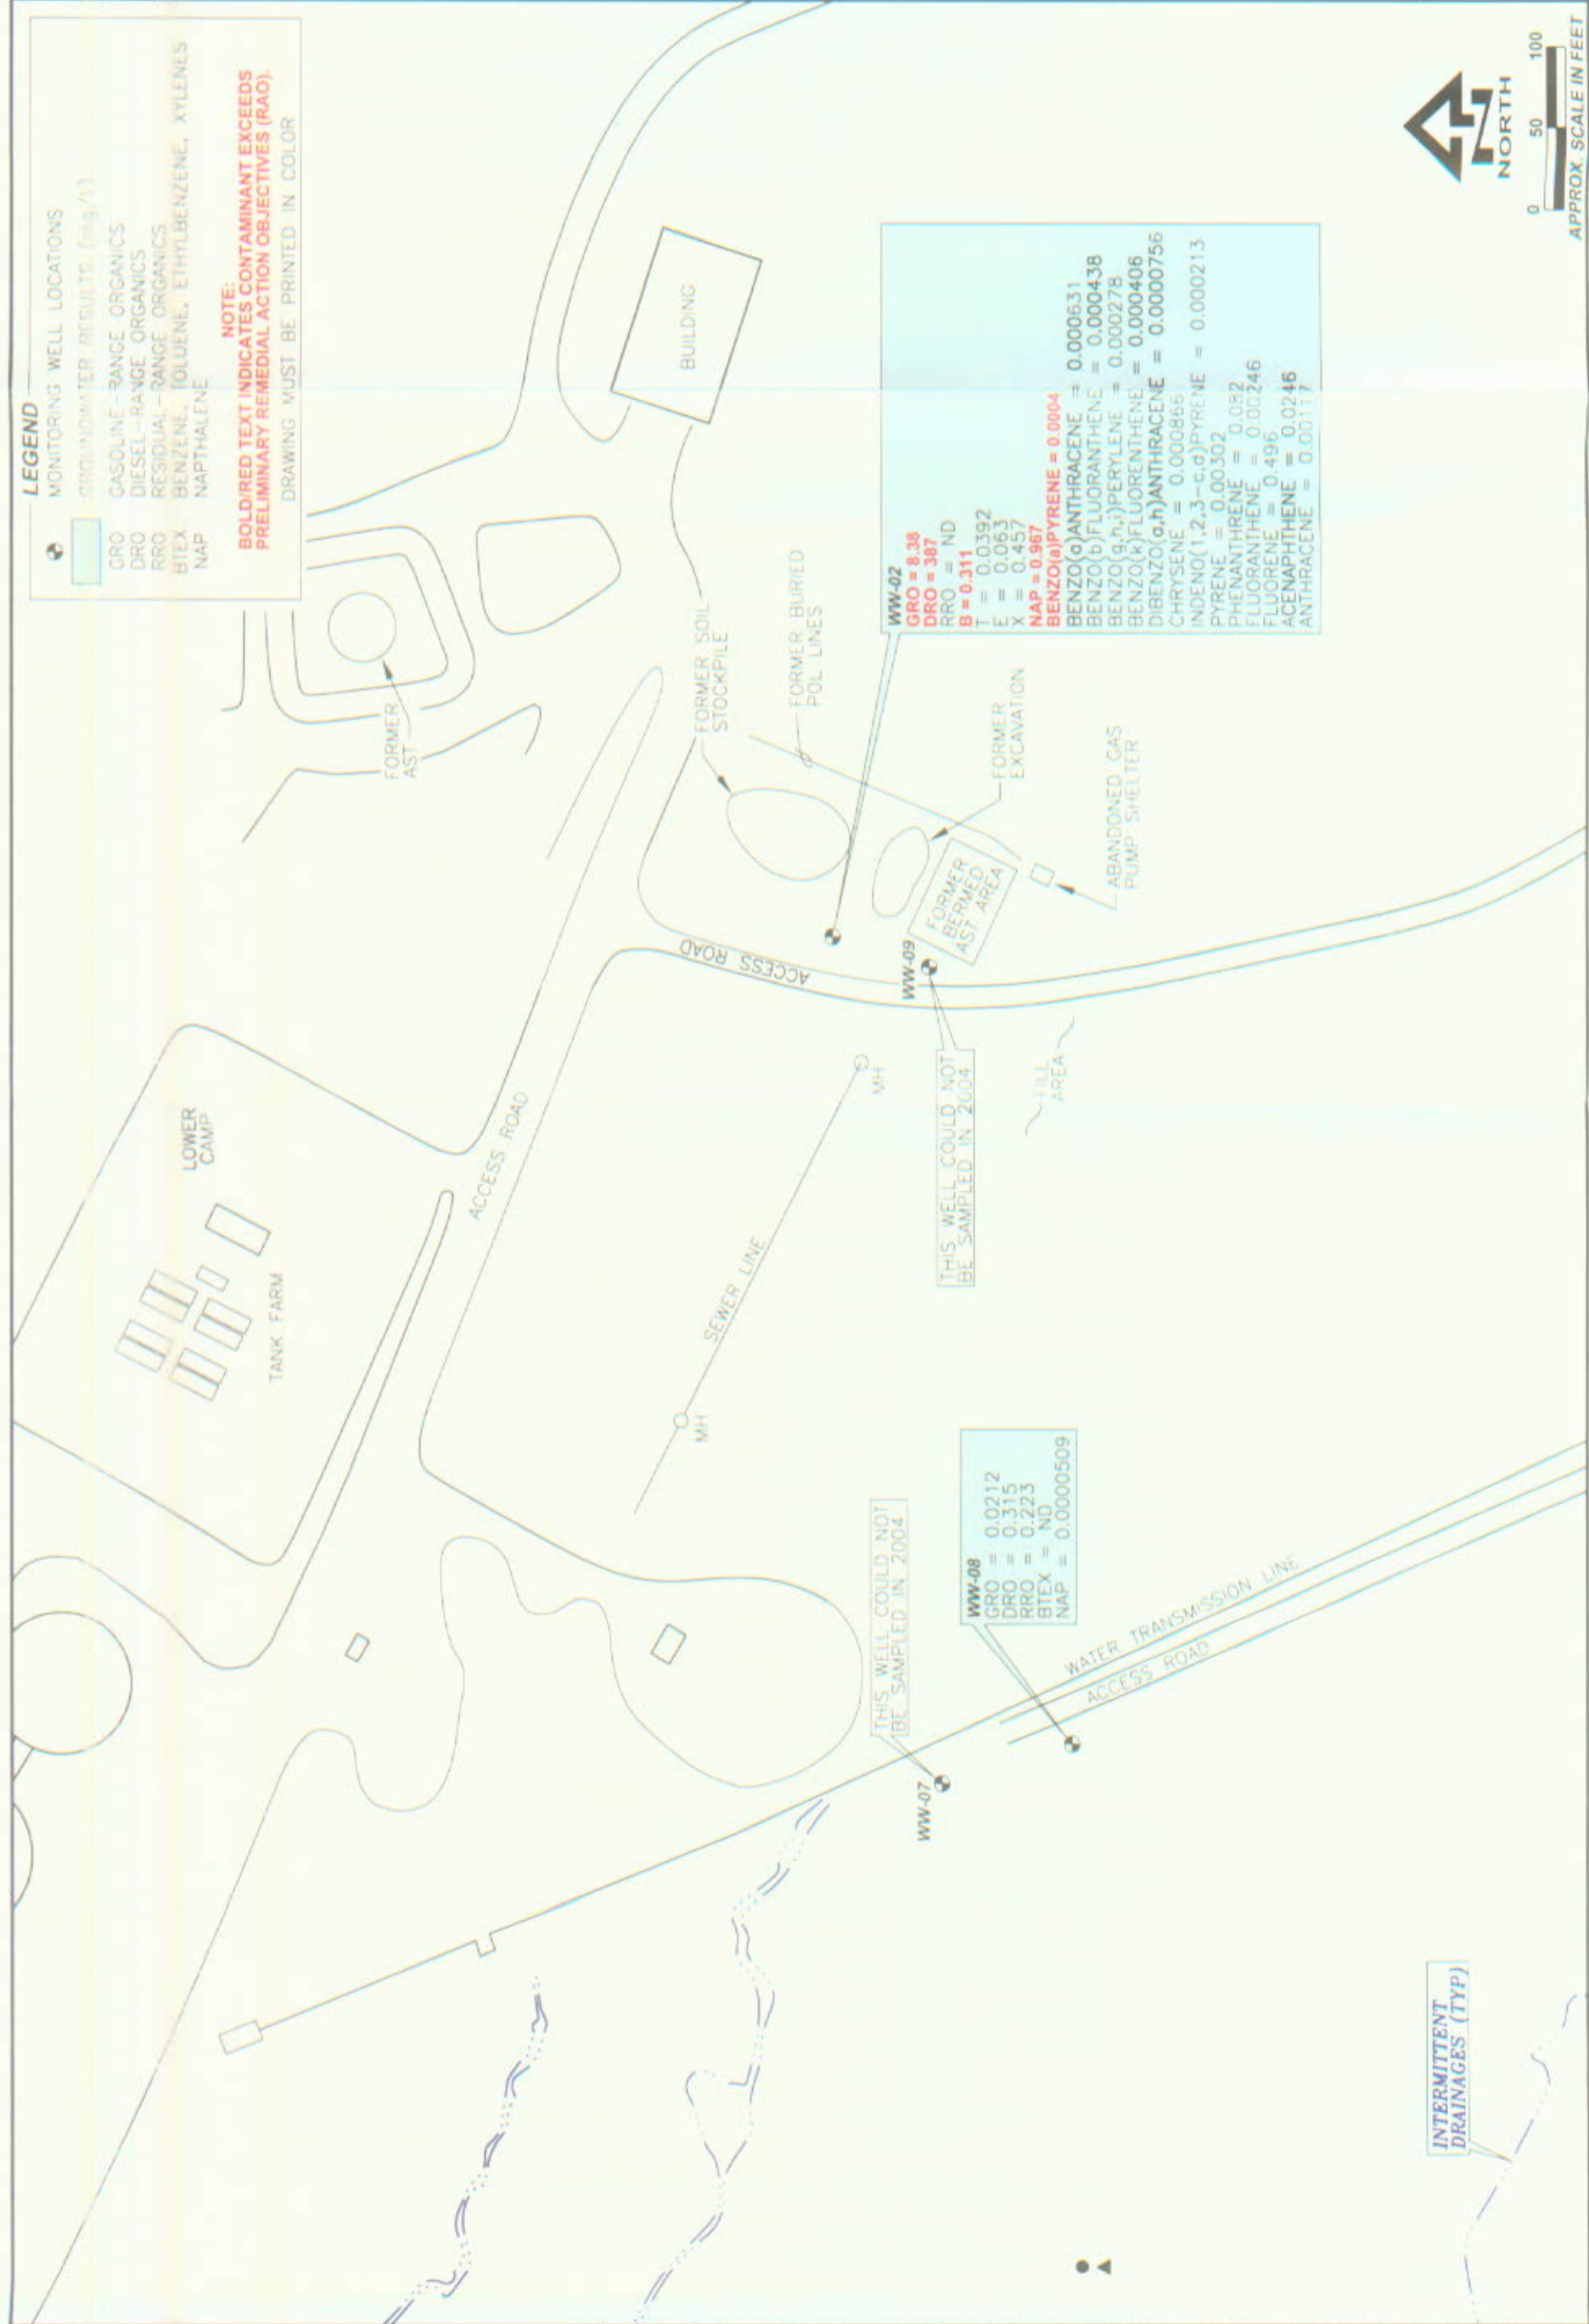 LEGEND
MONITORING WELL LOCATIONS
GROUNDWATER RESULTS (mg/L)
GRO GASOLINE-RANGE ORGANICS
DRO DIESEL-RANGE ORGANICS
RRO RESIDUAL-RANGE ORGANICS
BTEX BENZENE, TOLUENE, ETHYLBENZENE, XYLENES
NAP NAPTHALENE
NOTE:
BOLD/RED TEXT INDICATES CONTAMINANT EXCEEDS
PRELIMINARY REMEDIAL ACTION OBJECTIVES (RAO).
DRAWING MUST BE PRINTED IN COLOR
LOWER
CAMP
TANK FARM
FORMER
AST
ACCESS ROAD
BUILDING
SEWER LINE
MH
MH
ACCESS ROAD
FORMER SOIL
STOCKPILE
FORMER BURIED
POL LINES
WW-02
GRO = 8.38
DRO = 387
RRO = ND
B = 0.311
T = 0.0392
E = 0.063
X = 0.457
NAP = 0.967
BENZO(a)PYRENE = 0.0004
BENZO(a)ANTHRACENE = 0.000631
BENZO(b)FLUORANTHENE = 0.000438
BENZO(g,h,i)PERYLENE = 0.000278
BENZO(k)FLUORENTHENE = 0.000406
DIBENZO(a,h)ANTHRACENE = 0.0000756
CHRYSENE = 0.000866
INDENO(1,2,3-c,d)PYRENE = 0.000213
PYRENE = 0.00302
PHENANTHRENE = 0.082
FLUORANTHENE = 0.00246
FLUORENE = 0.496
ACENAPHTHENE = 0.0246
ANTHRACENE = 0.00117
THIS WELL COULD NOT
BE SAMPLED IN 2004
WW-07
WW-09
FORMER
BERMED
AST AREA
FORMER
EXCAVATION
THIS WELL COULD NOT
BE SAMPLED IN 2004
WW-08
GRO = 0.0212
DRO = 0.315
RRO = 0.223
BTEX = ND
NAP = 0.0000509
FILL
AREA
ABANDONED GAS
PUMP SHELTER
WATER TRANSMISSION LINE
ACCESS ROAD
INTERMITTENT
DRAINAGES (TYP)
NORTH
0 50 100
APPROX. SCALE IN FEET